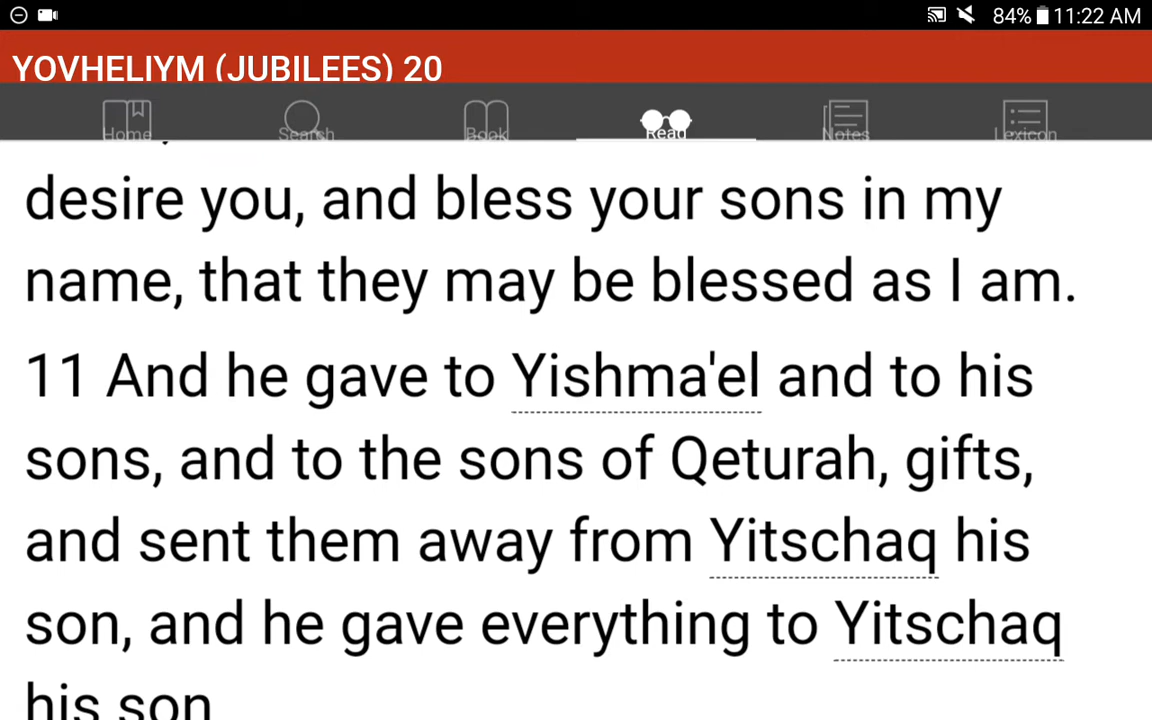 84% 11:22 AM
YOVHELIYM (JUBILEES) 20
Home Search Book Read Notes Lexicon
desire you, and bless your sons in my
name, that they may be blessed as I am.
11 And he gave to Yishma'el and to his
sons, and to the sons of Qeturah, gifts,
and sent them away from Yitschaq his
son, and he gave everything to Yitschaq
his son